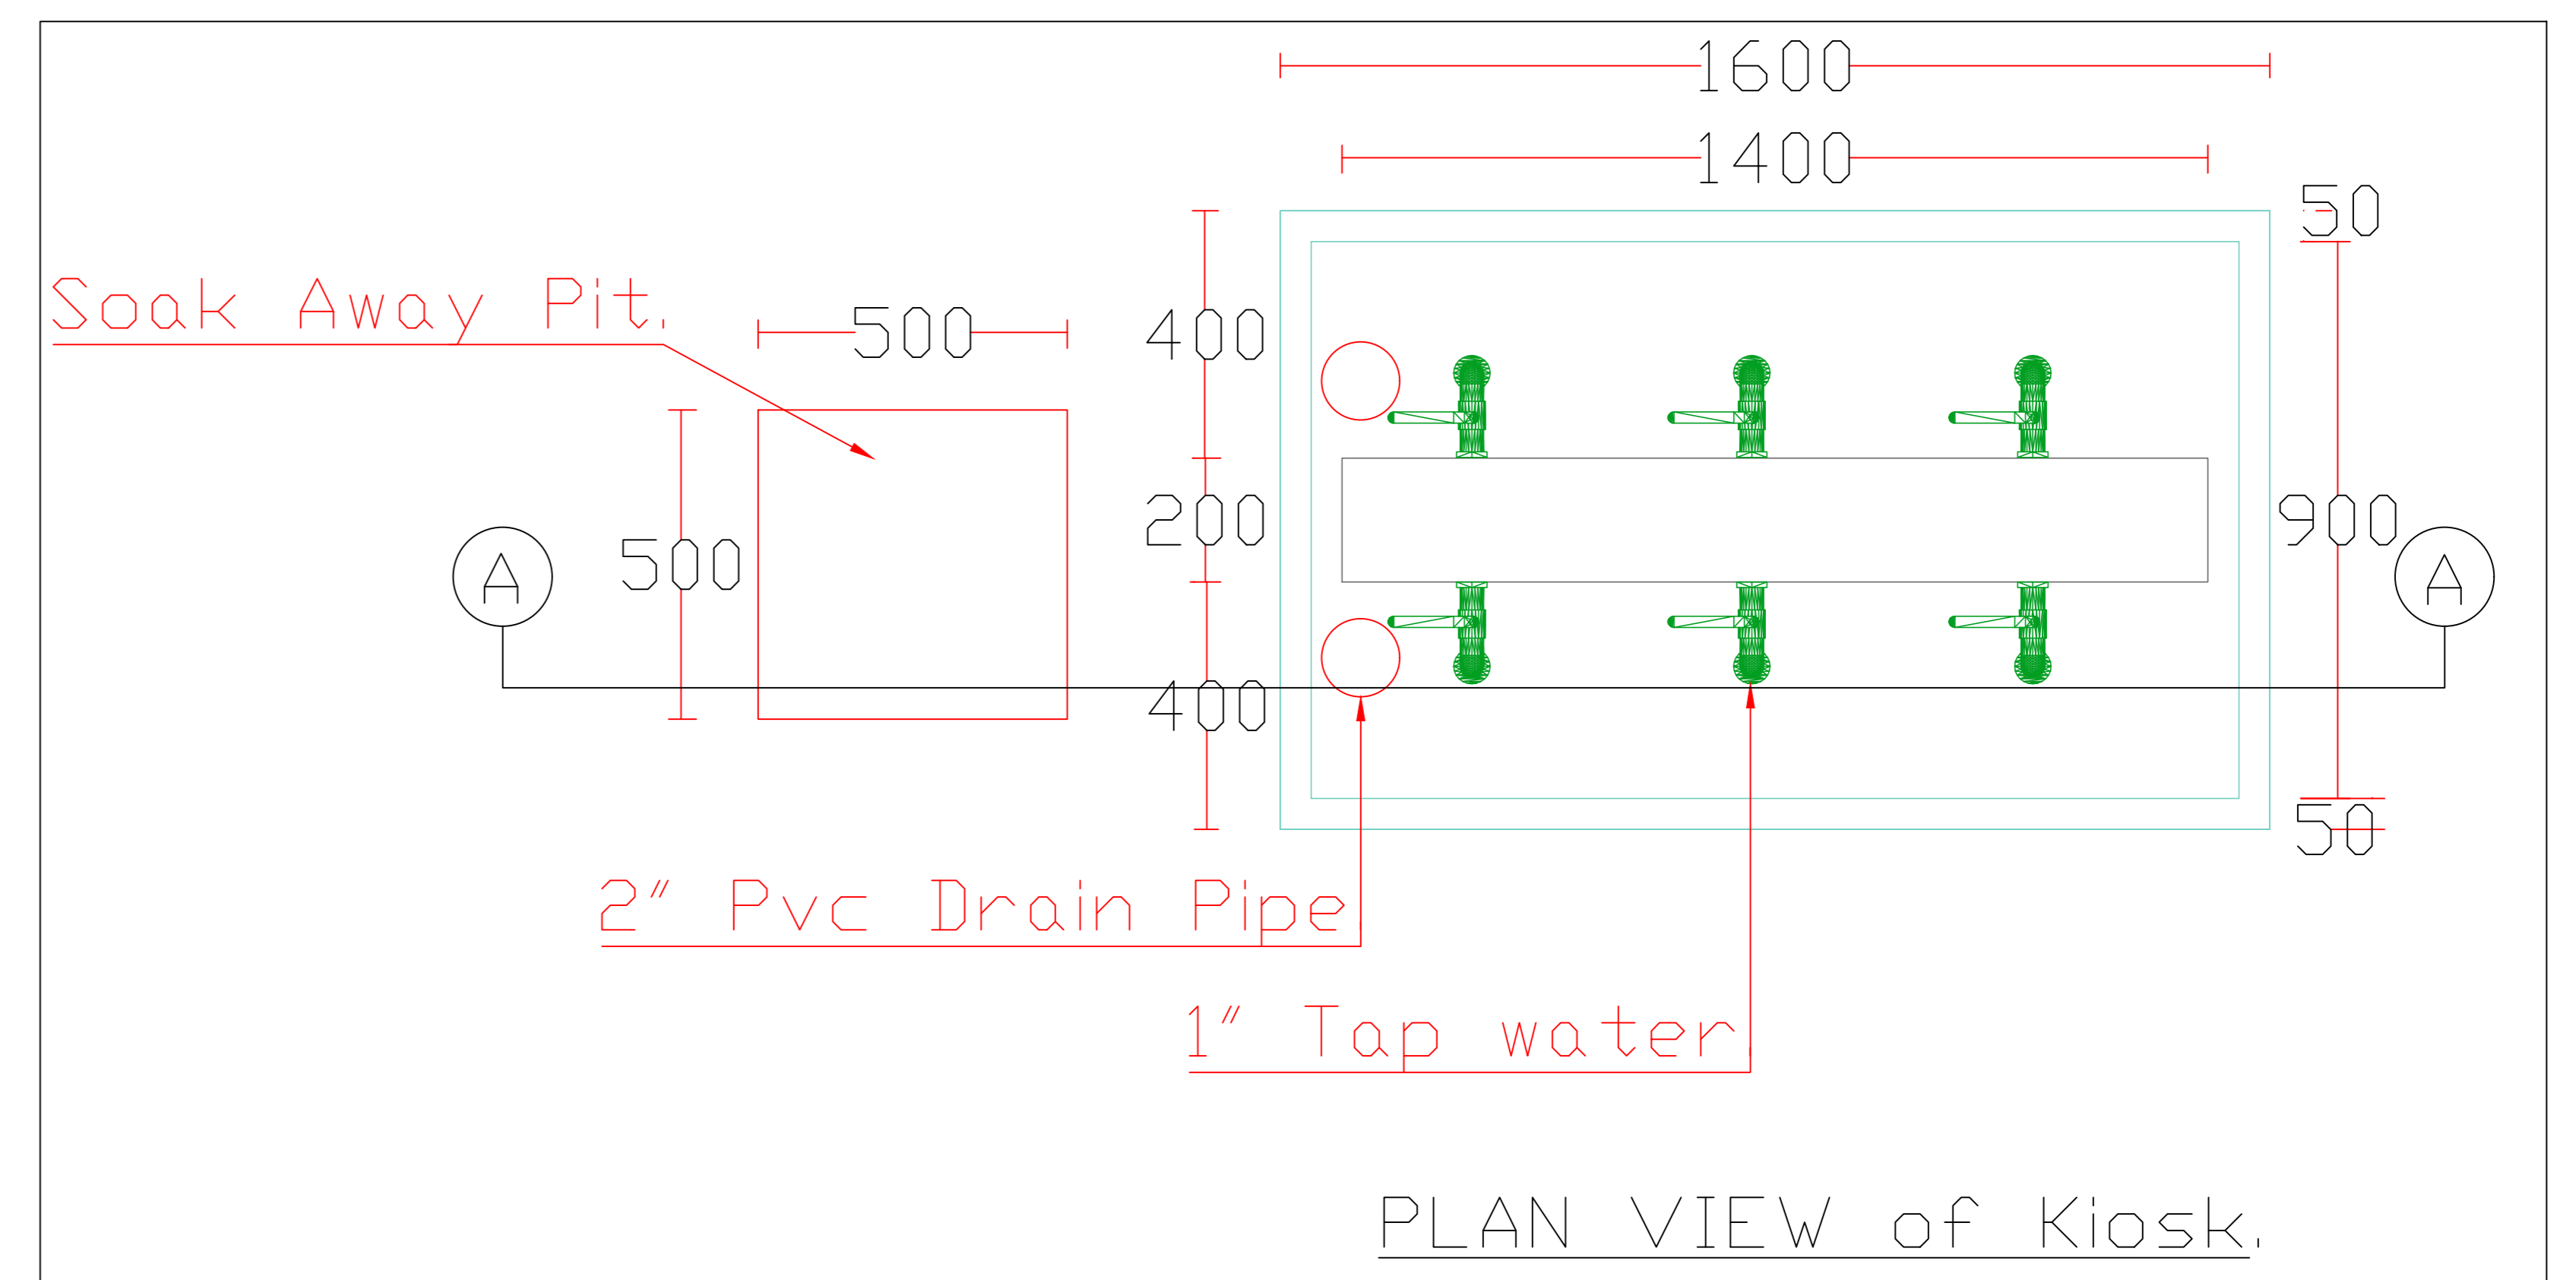 1600
1400
50
Soak Away Pit.
500
400
200
900
500
A
A
400
50
2" Pvc Drain Pipe
1" Tap water
PLAN VIEW of Kiosk.